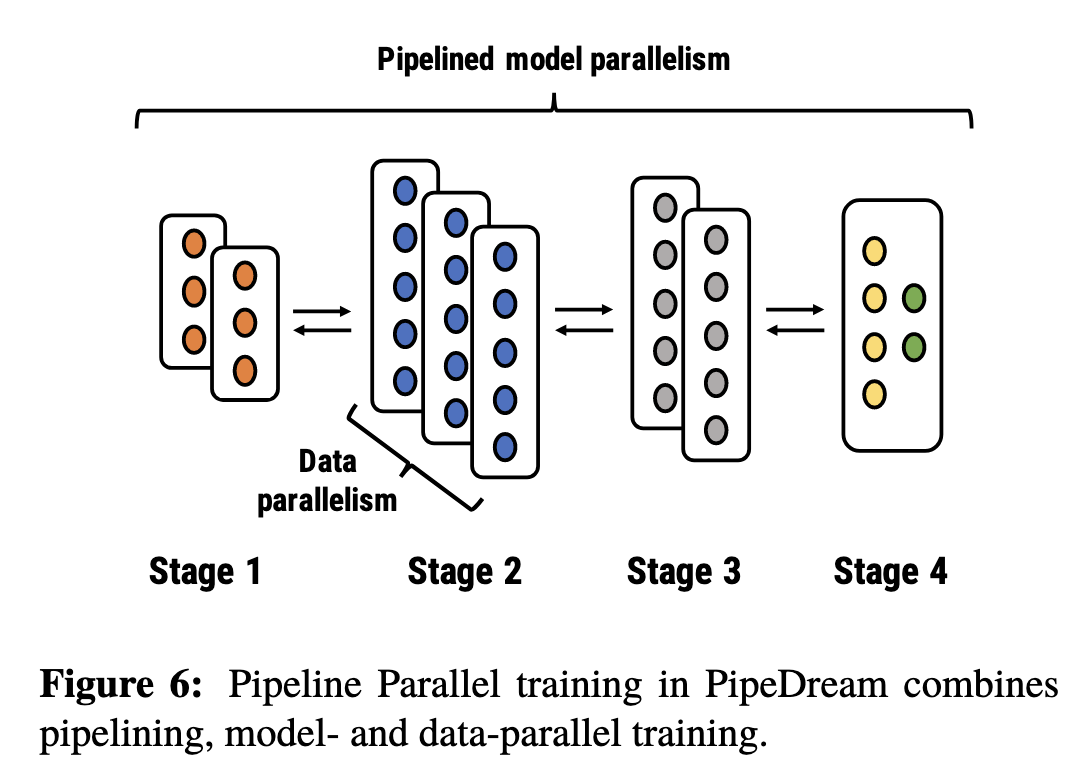 Pipelined model parallelism
Data
parallelism
Stage 1
Stage 2
Stage 3
Stage 4
Figure 6: Pipeline Parallel training in PipeDream combines
pipelining, model- and data-parallel training.